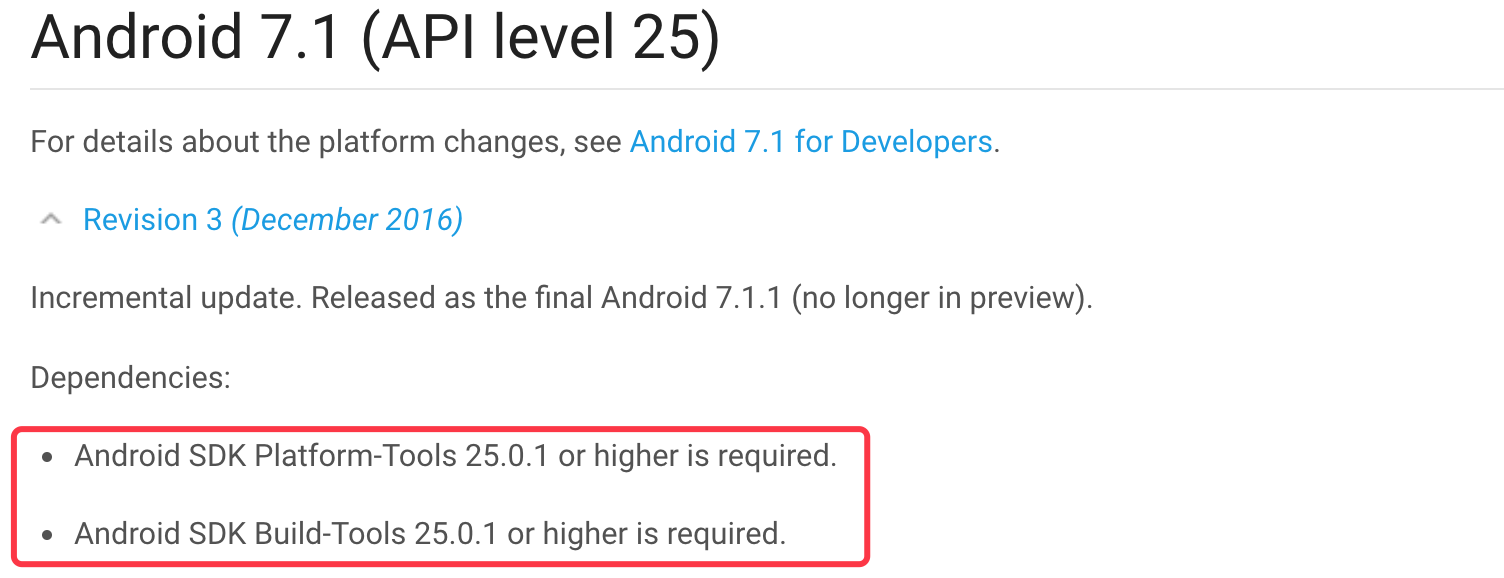 Android 7.1 (API level 25)
For details about the platform changes, see Android 7.1 for Developers.
Revision 3 (December 2016)
Incremental update. Released as the final Android 7.1.1 (no longer in preview).
Dependencies:
• Android SDK Platform-Tools 25.0.1 or higher is required.
• Android SDK Build-Tools 25.0.1 or higher is required.